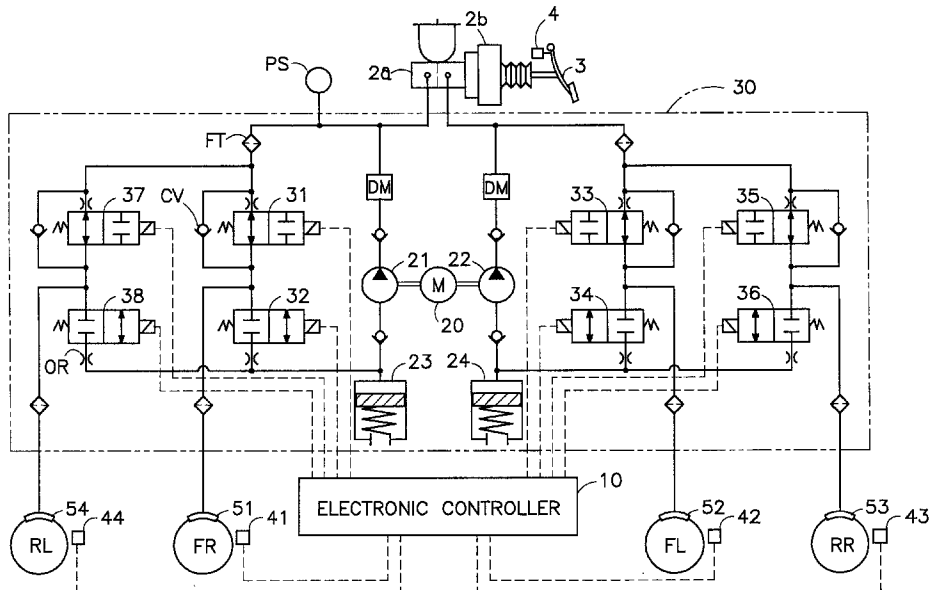 4
2b
PS
2a
3
30
FT
DM
DM
37
CV
31
33
35
21
22
M
38
32
20
34
36
OR
23
24
10
ELECTRONIC CONTROLLER
54
44
51
41
52
42
53
43
RL
FR
FL
RR